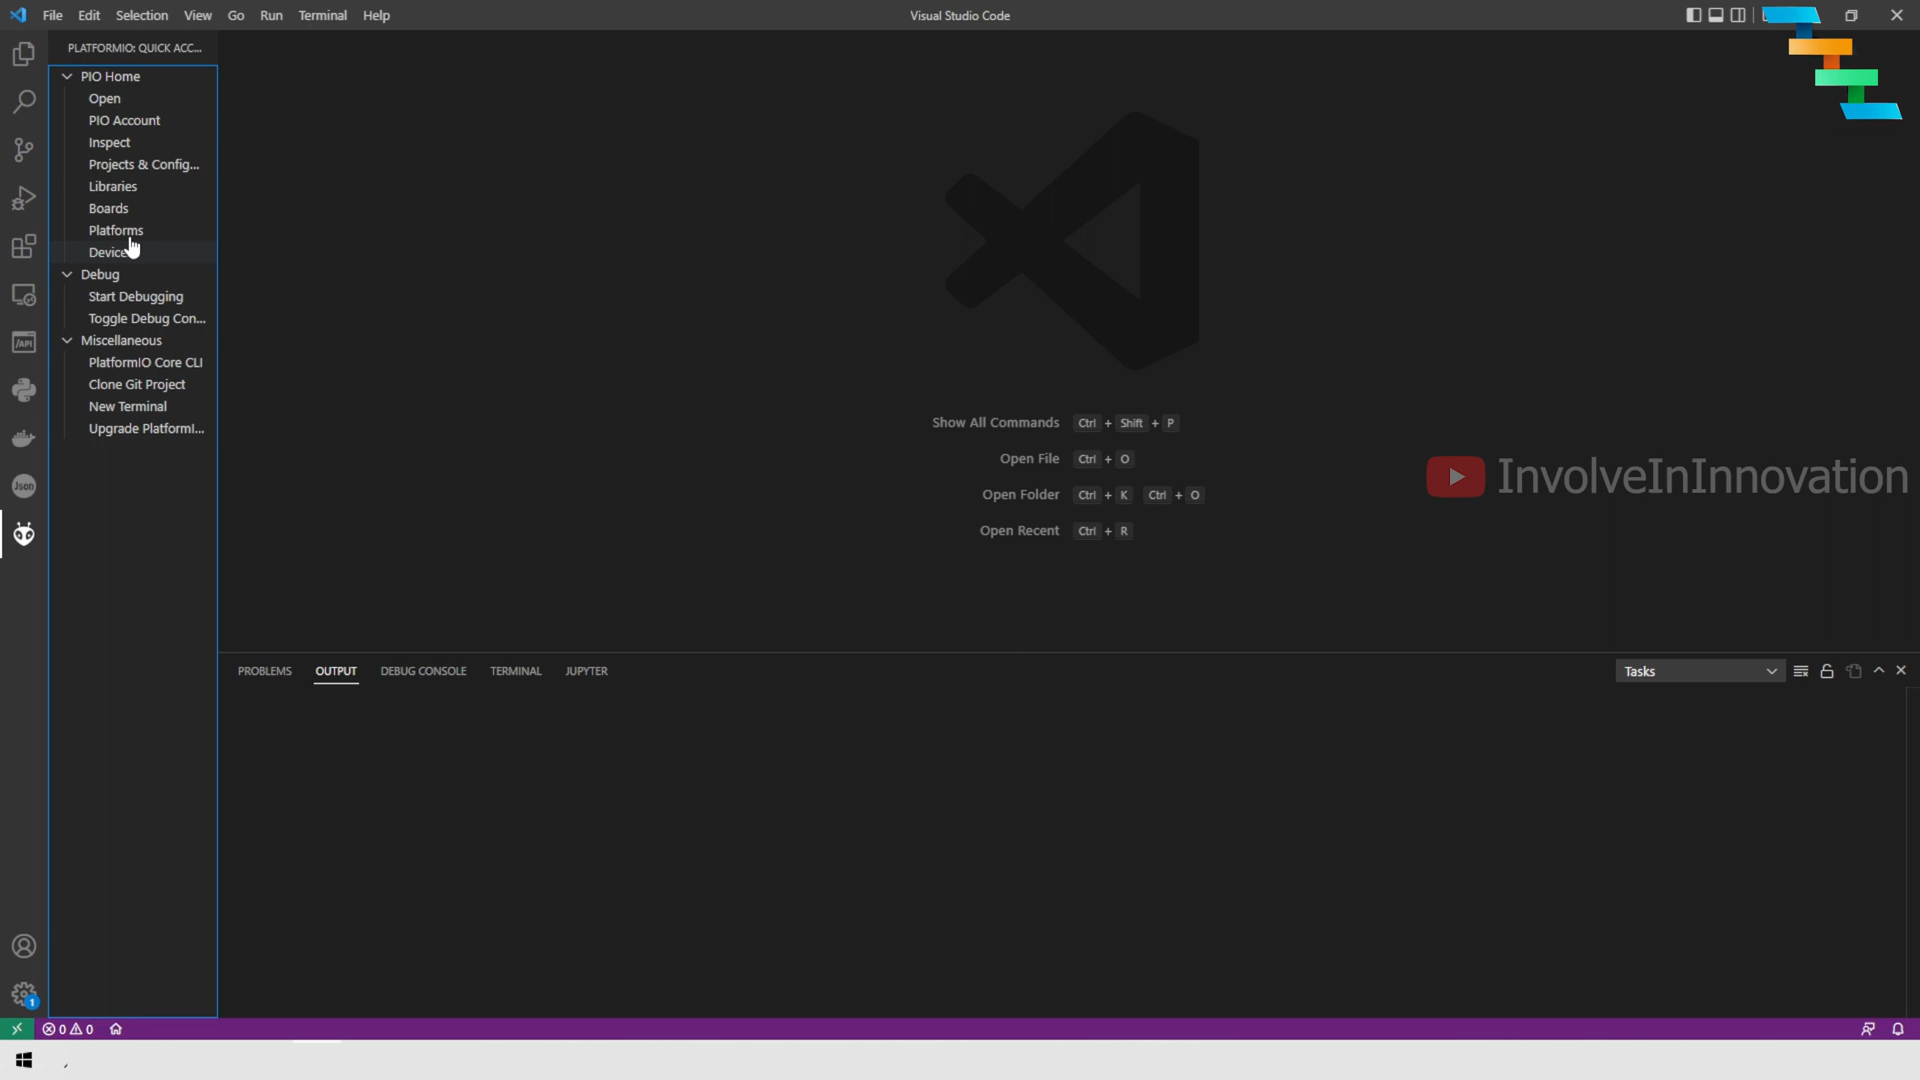 File Edit Selection View Go Run Terminal Help
Visual Studio Code
PLATFORMIO: QUICK ACC...
PIO Home
Open
PIO Account
Inspect
Projects & Config...
Libraries
Boards
Platforms
Device
Debug
Start Debugging
Toggle Debug Con...
Miscellaneous
PlatformIO Core CLI
Clone Git Project
New Terminal
Upgrade PlatformI...
/API
Json
1
Show All Commands Ctrl + Shift + P
Open File Ctrl + O
Open Folder Ctrl + K Ctrl + O
Open Recent Ctrl + R
InvolveInInnovation
PROBLEMS OUTPUT DEBUG CONSOLE TERMINAL JUPYTER
Tasks
0 0